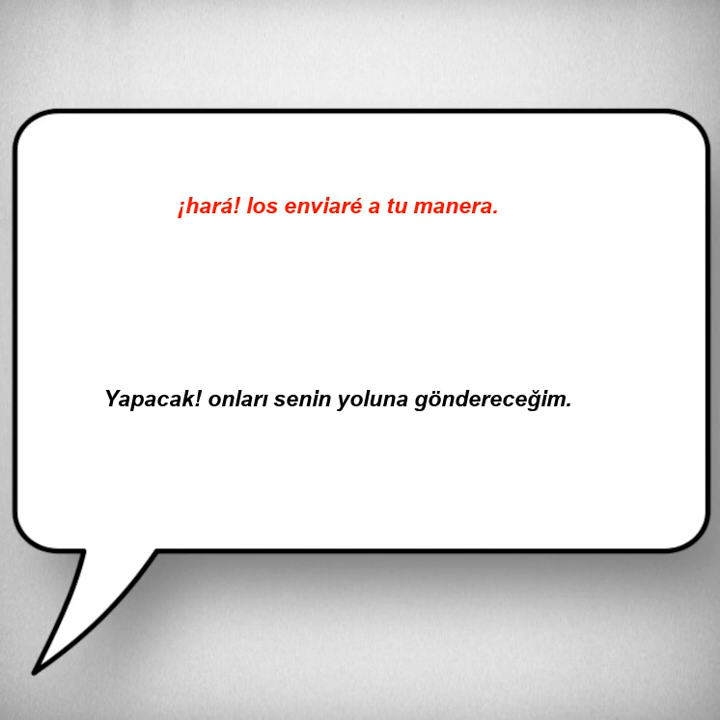 ¡hará! los enviaré a tu manera.
Yapacak! onları senin yoluna göndereceğim.